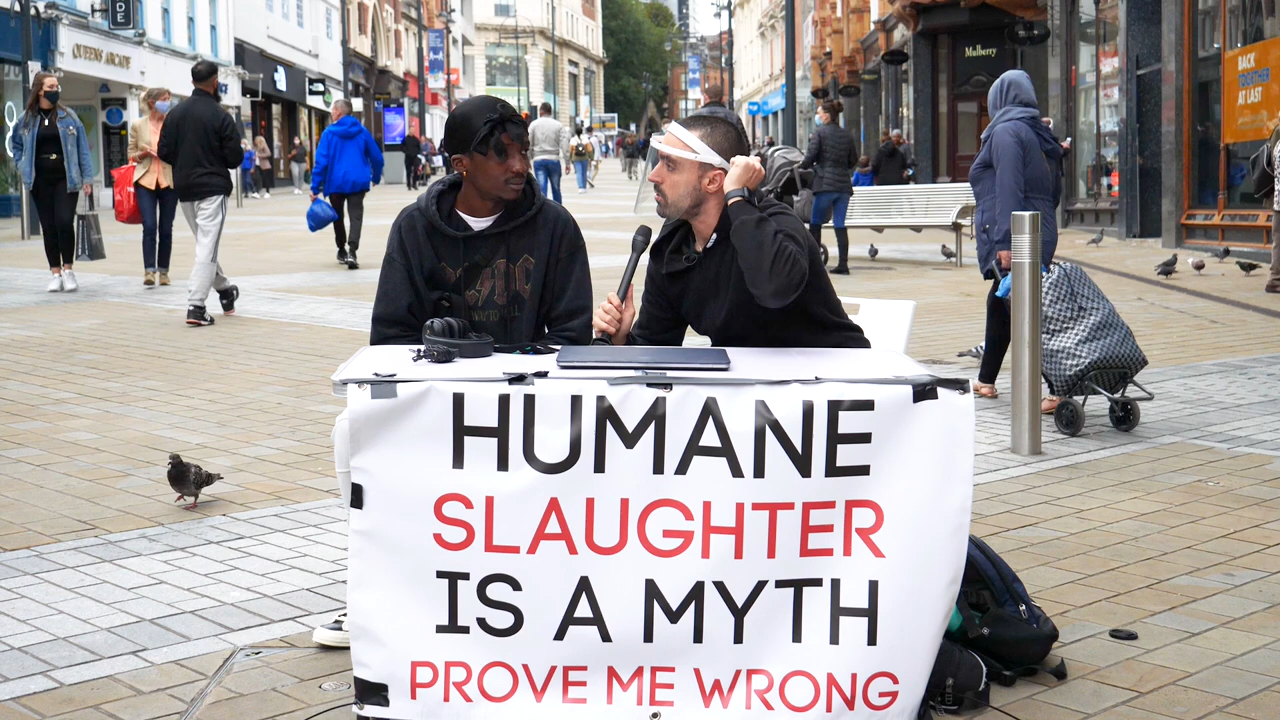 QUEENS ARCADE
Mulberry
BACK
TOGETHER
AT LAST
HUMANE
SLAUGHTER
IS A MYTH
PROVE ME WRONG